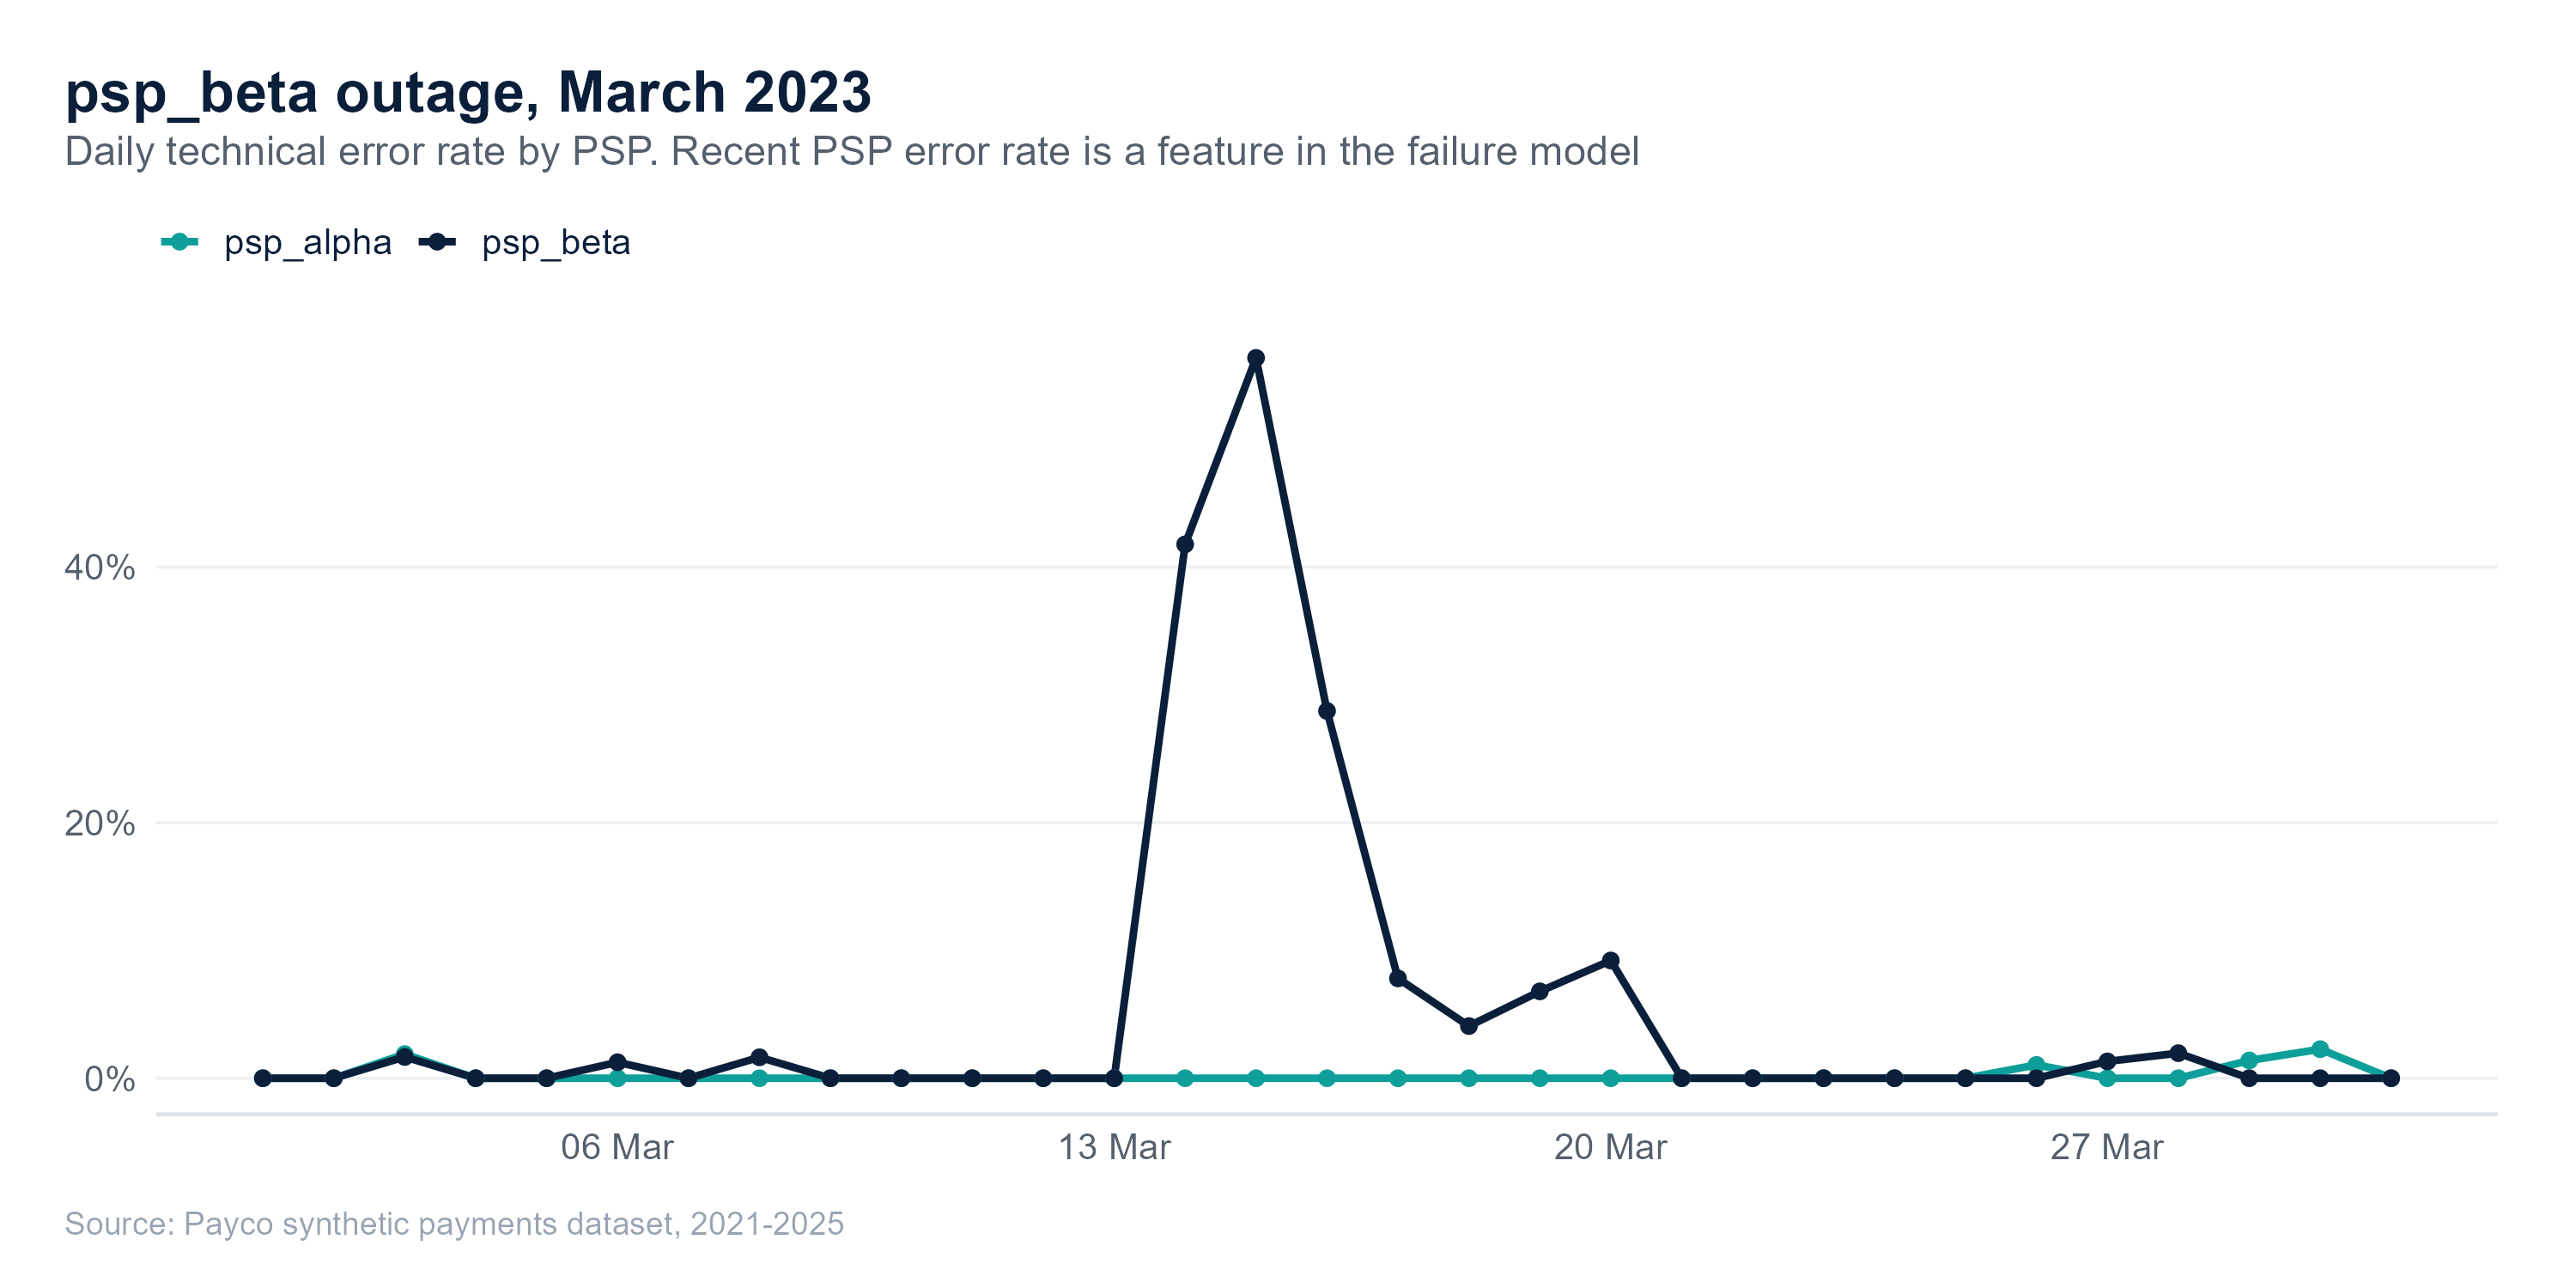 psp_beta outage, March 2023
Daily technical error rate by PSP. Recent PSP error rate is a feature in the failure model
psp_alpha psp_beta
40%
20%
0%
06 Mar 13 Mar 20 Mar 27 Mar
Source: Payco synthetic payments dataset, 2021-2025